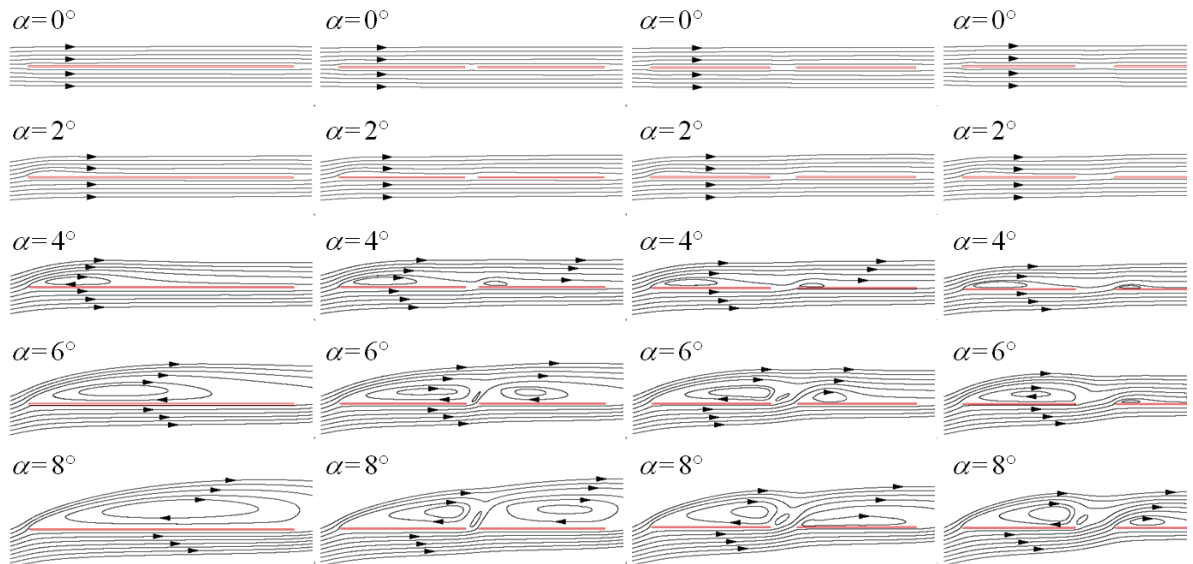 α=0° α=0° α=0° α=0°
α=2° α=2° α=2° α=2°
α=4° α=4° α=4° α=4°
α=6° α=6° α=6° α=6°
α=8° α=8° α=8° α=8°